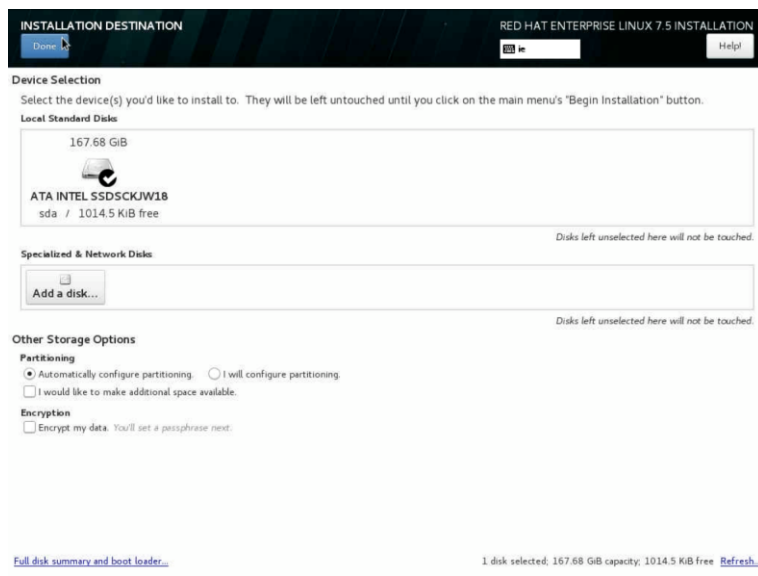 INSTALLATION DESTINATION
RED HAT ENTERPRISE LINUX 7.5 INSTALLATION
Done
ie
Help!
Device Selection
Select the device(s) you'd like to install to. They will be left untouched until you click on the main menu's "Begin Installation" button.
Local Standard Disks
167.68 GiB
ATA INTEL SSDSCKJW18
sda / 1014.5 KiB free
Disks left unselected here will not be touched.
Specialized & Network Disks
Add a disk...
Disks left unselected here will not be touched.
Other Storage Options
Partitioning
Automatically configure partitioning. I will configure partitioning.
I would like to make additional space available.
Encryption
Encrypt my data. You'll set a passphrase next.
Full disk summary and boot loader...
1 disk selected; 167.68 GiB capacity; 1014.5 KiB free Refresh...